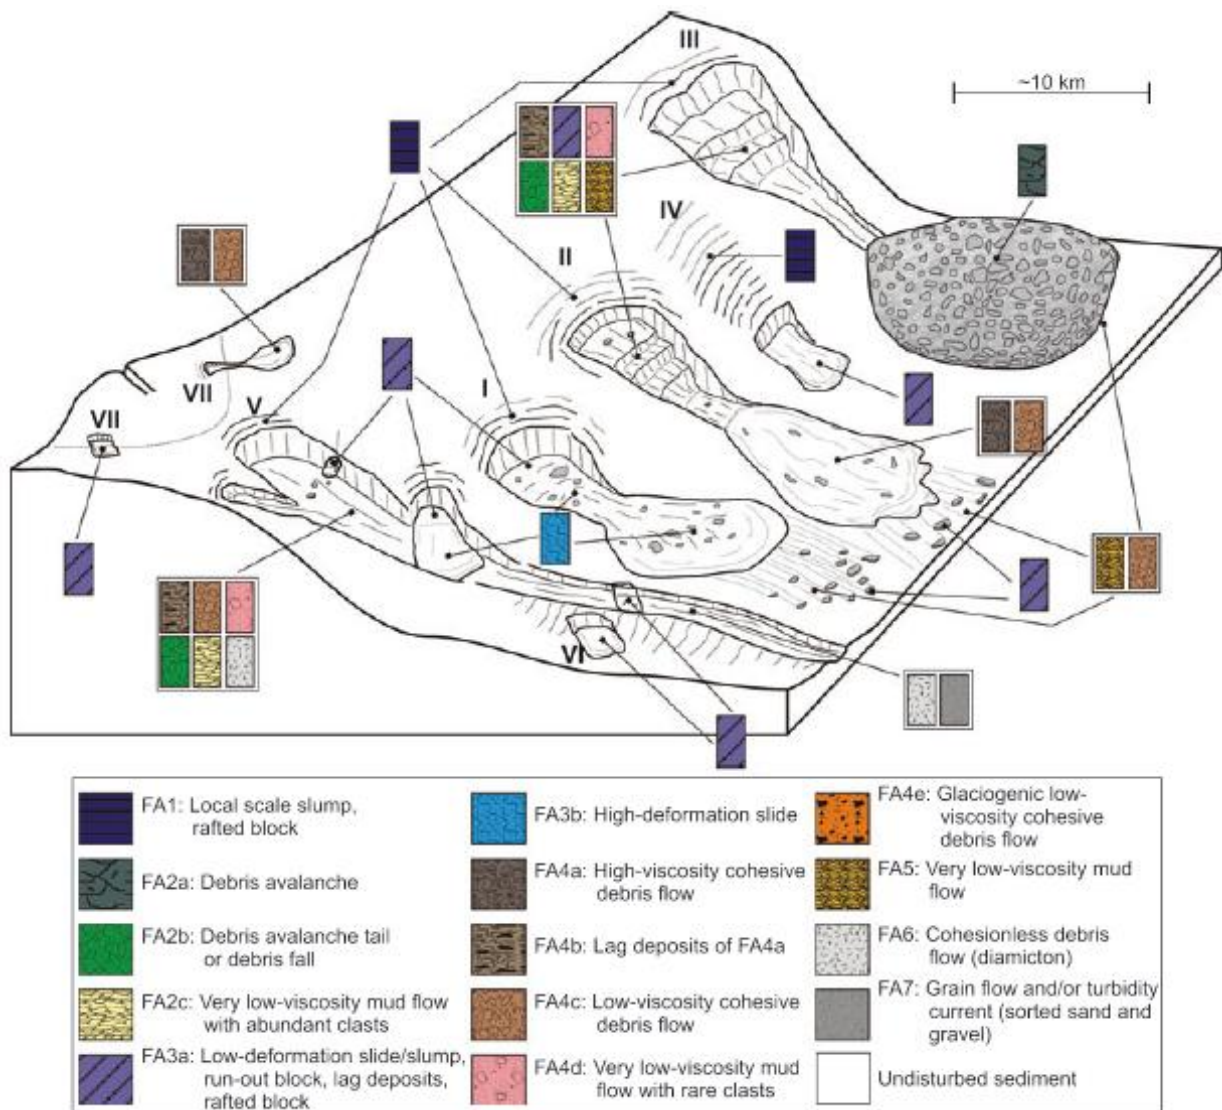 III
~10 km
IV
II
I
VII
V
VII
VI
FA1: Local scale slump,
rafted block
FA2a: Debris avalanche
FA2b: Debris avalanche tail
or debris fall
FA2c: Very low-viscosity mud flow
with abundant clasts
FA3a: Low-deformation slide/slump,
run-out block, lag deposits,
rafted block
FA3b: High-deformation slide
FA4a: High-viscosity cohesive
debris flow
FA4b: Lag deposits of FA4a
FA4c: Low-viscosity cohesive
debris flow
FA4d: Very low-viscosity mud
flow with rare clasts
FA4e: Glaciogenic low-
viscosity cohesive
debris flow
FA5: Very low-viscosity mud
flow
FA6: Cohesionless debris
flow (diamicton)
FA7: Grain flow and/or turbidity
current (sorted sand and
gravel)
Undisturbed sediment